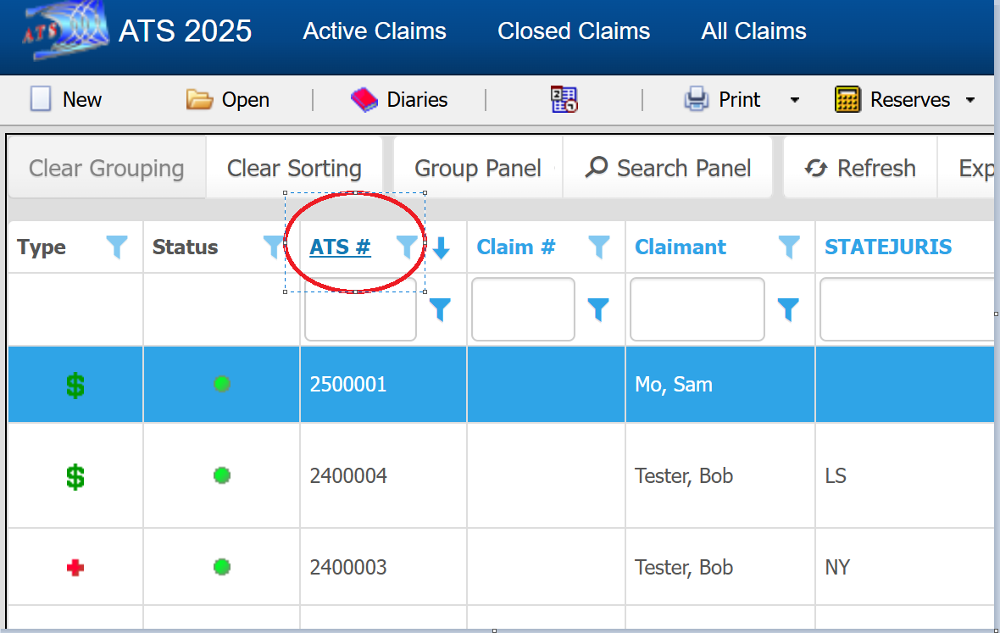 ATS ATS 2025 Active Claims Closed Claims All Claims
New Open Diaries Print Reserves
Clear Grouping Clear Sorting Group Panel Search Panel Refresh Exp
Type Status ATS # Claim # Claimant STATEJURIS
$ 2500001 Mo, Sam
$ 2400004 Tester, Bob LS
2400003 Tester, Bob NY